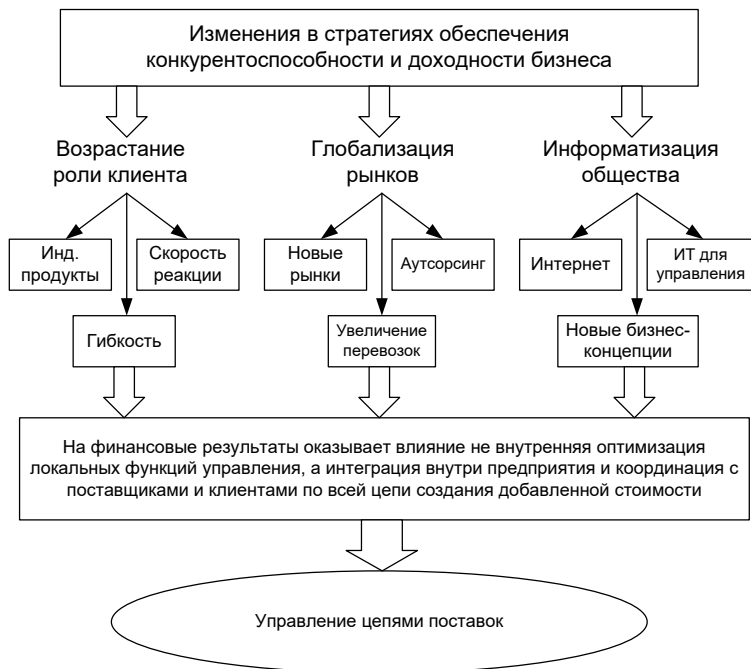 Изменения в стратегиях обеспечения
конкурентоспособности и доходности бизнеса
Возрастание
роли клиента
Глобализация
рынков
Информатизация
общества
Инд.
продукты
Скорость
реакции
Новые
рынки
Аутсорсинг
Интернет
ИТ для
управления
Гибкость
Увеличение
перевозок
Новые бизнес-
концепции
На финансовые результаты оказывает влияние не внутренняя оптимизация
локальных функций управления, а интеграция внутри предприятия и координация с
поставщиками и клиентами по всей цепи создания добавленной стоимости
Управление цепями поставок